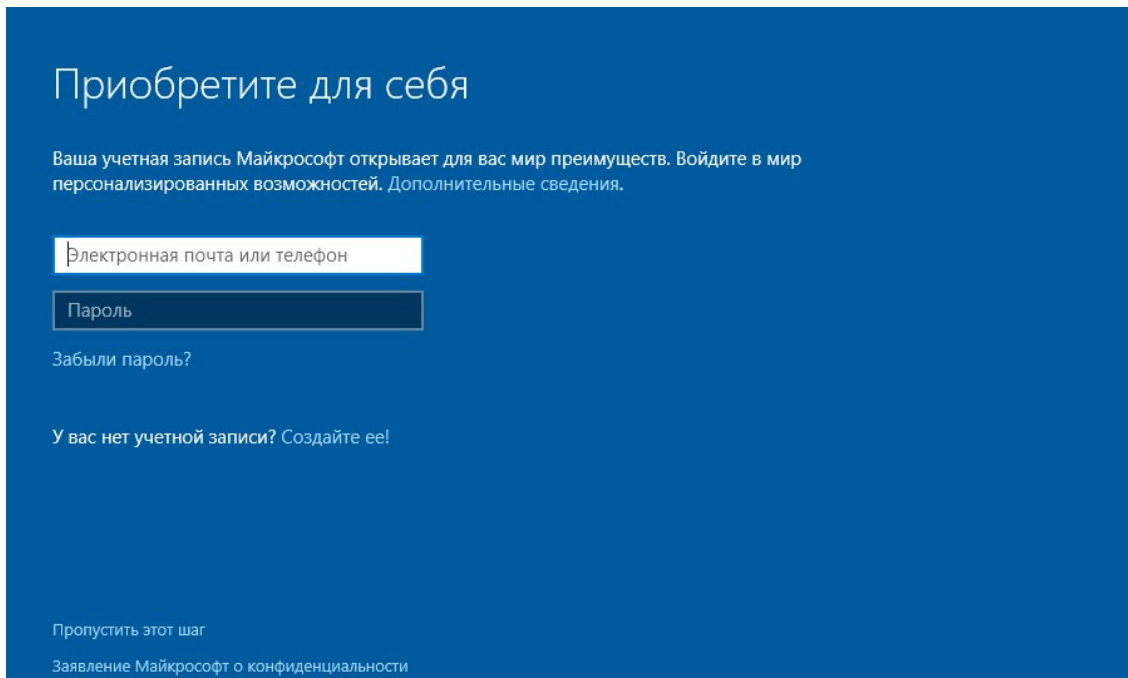 Приобретите для себя
Ваша учетная запись Майкрософт открывает для вас мир преимуществ. Войдите в мир
персонализированных возможностей. Дополнительные сведения.
Электронная почта или телефон
Пароль
Забыли пароль?
У вас нет учетной записи? Создайте ее!
Пропустить этот шаг
Заявление Майкрософт о конфиденциальности